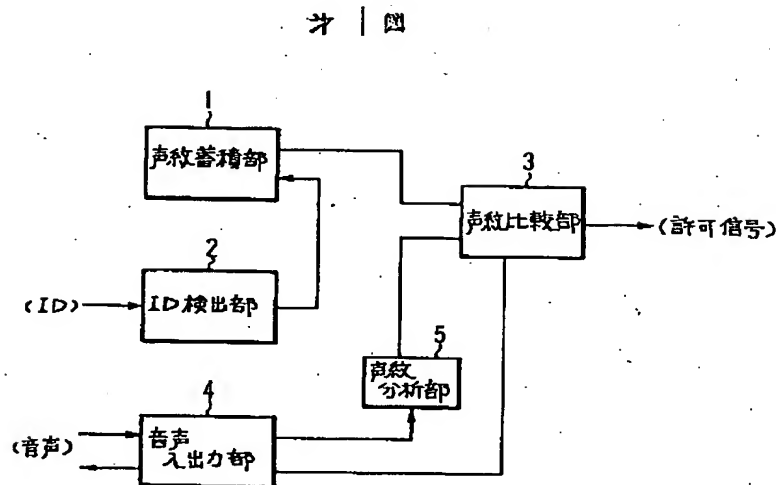 第1図
1
声紋蓄積部
3
声紋比較部
(許可信号)
2
(ID)
ID検出部
5
声紋
分析部
4
(音声)
音声
入出力部